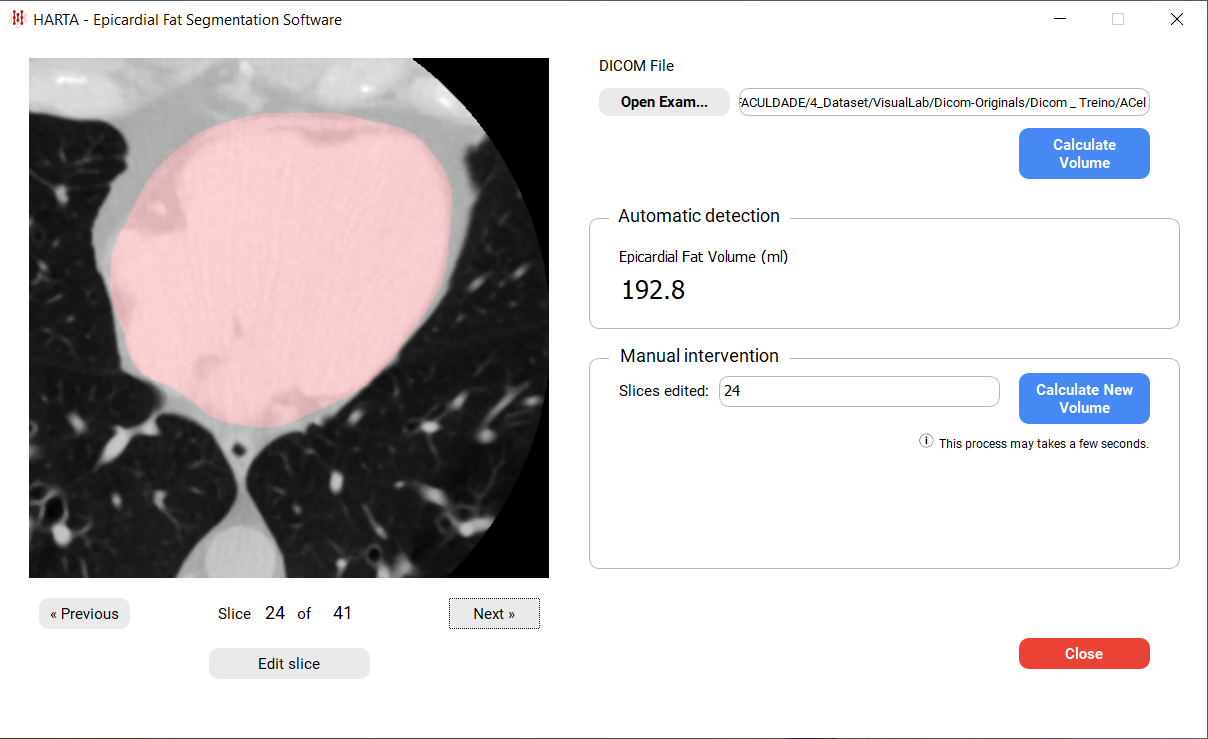 HARTA - Epicardial Fat Segmentation Software
DICOM File
Open Exam...
FACULDADE/4_Dataset/VisualLab/Dicom-Originals/Dicom _ Treino/ACel
Calculate
Volume
Automatic detection
Epicardial Fat Volume (ml)
192.8
Manual intervention
Slices edited: 24
Calculate New
Volume
This process may takes a few seconds.
« Previous
Slice 24 of 41
Next »
Edit slice
Close